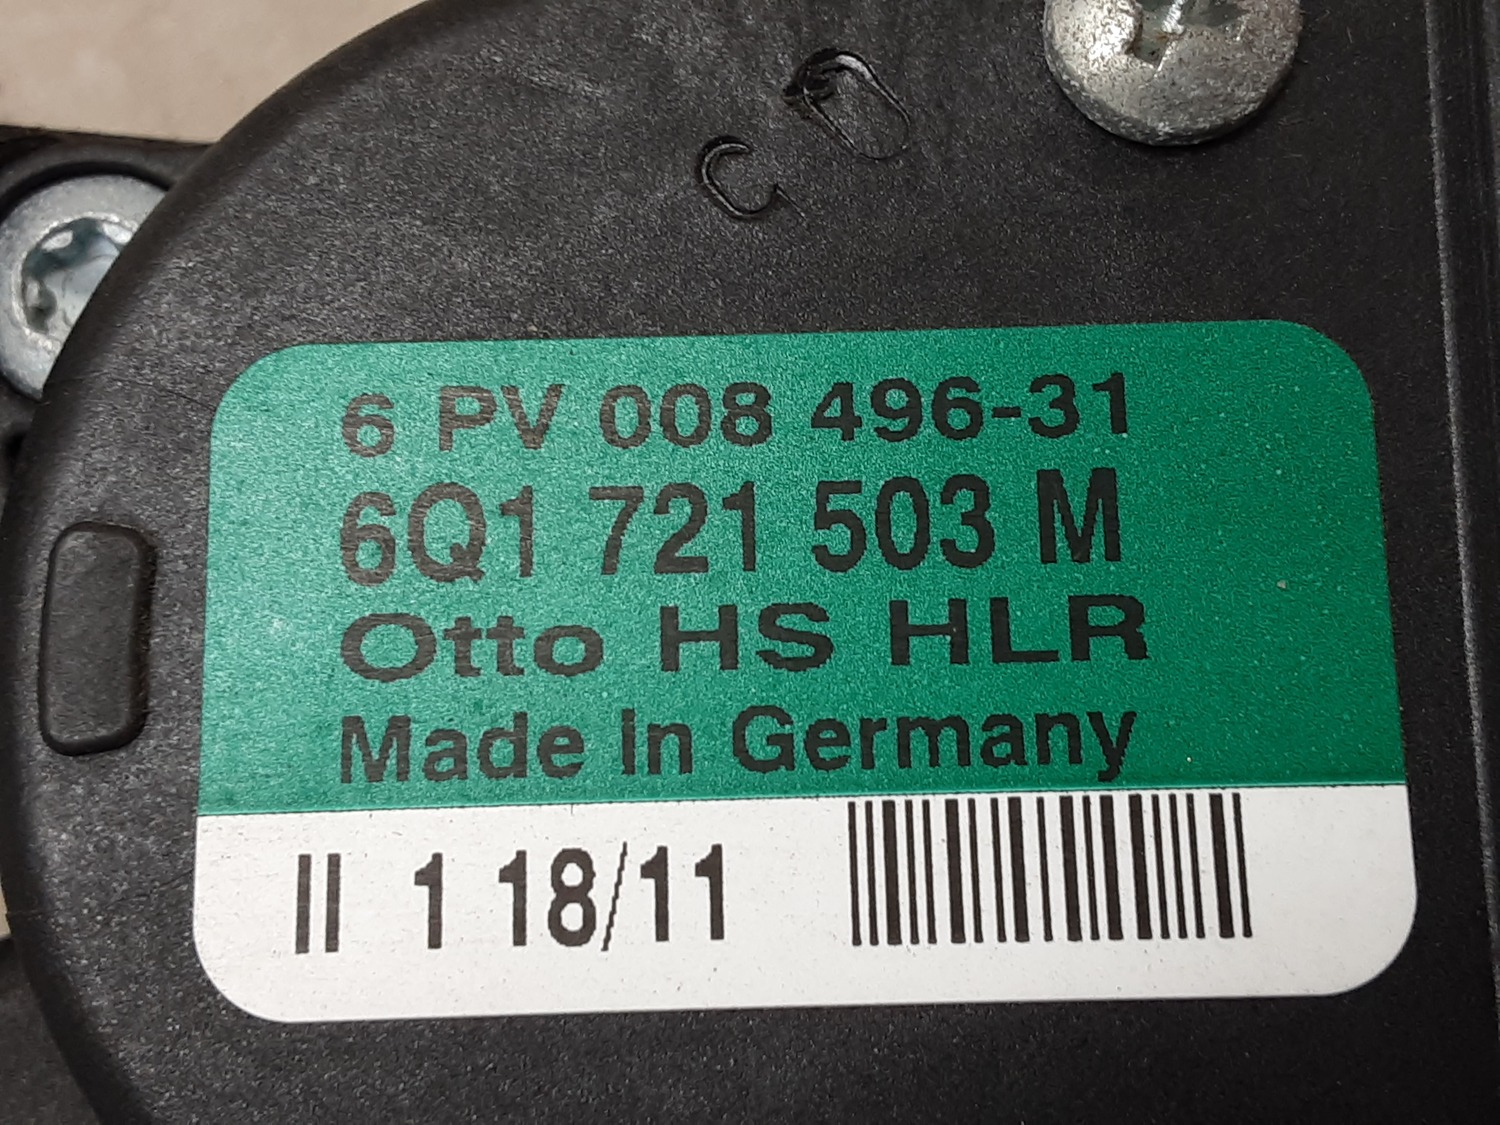 C O
6 PV 008 496-31
6Q1 721 503 M
Otto HS HLR
Made in Germany
II 1 18/11